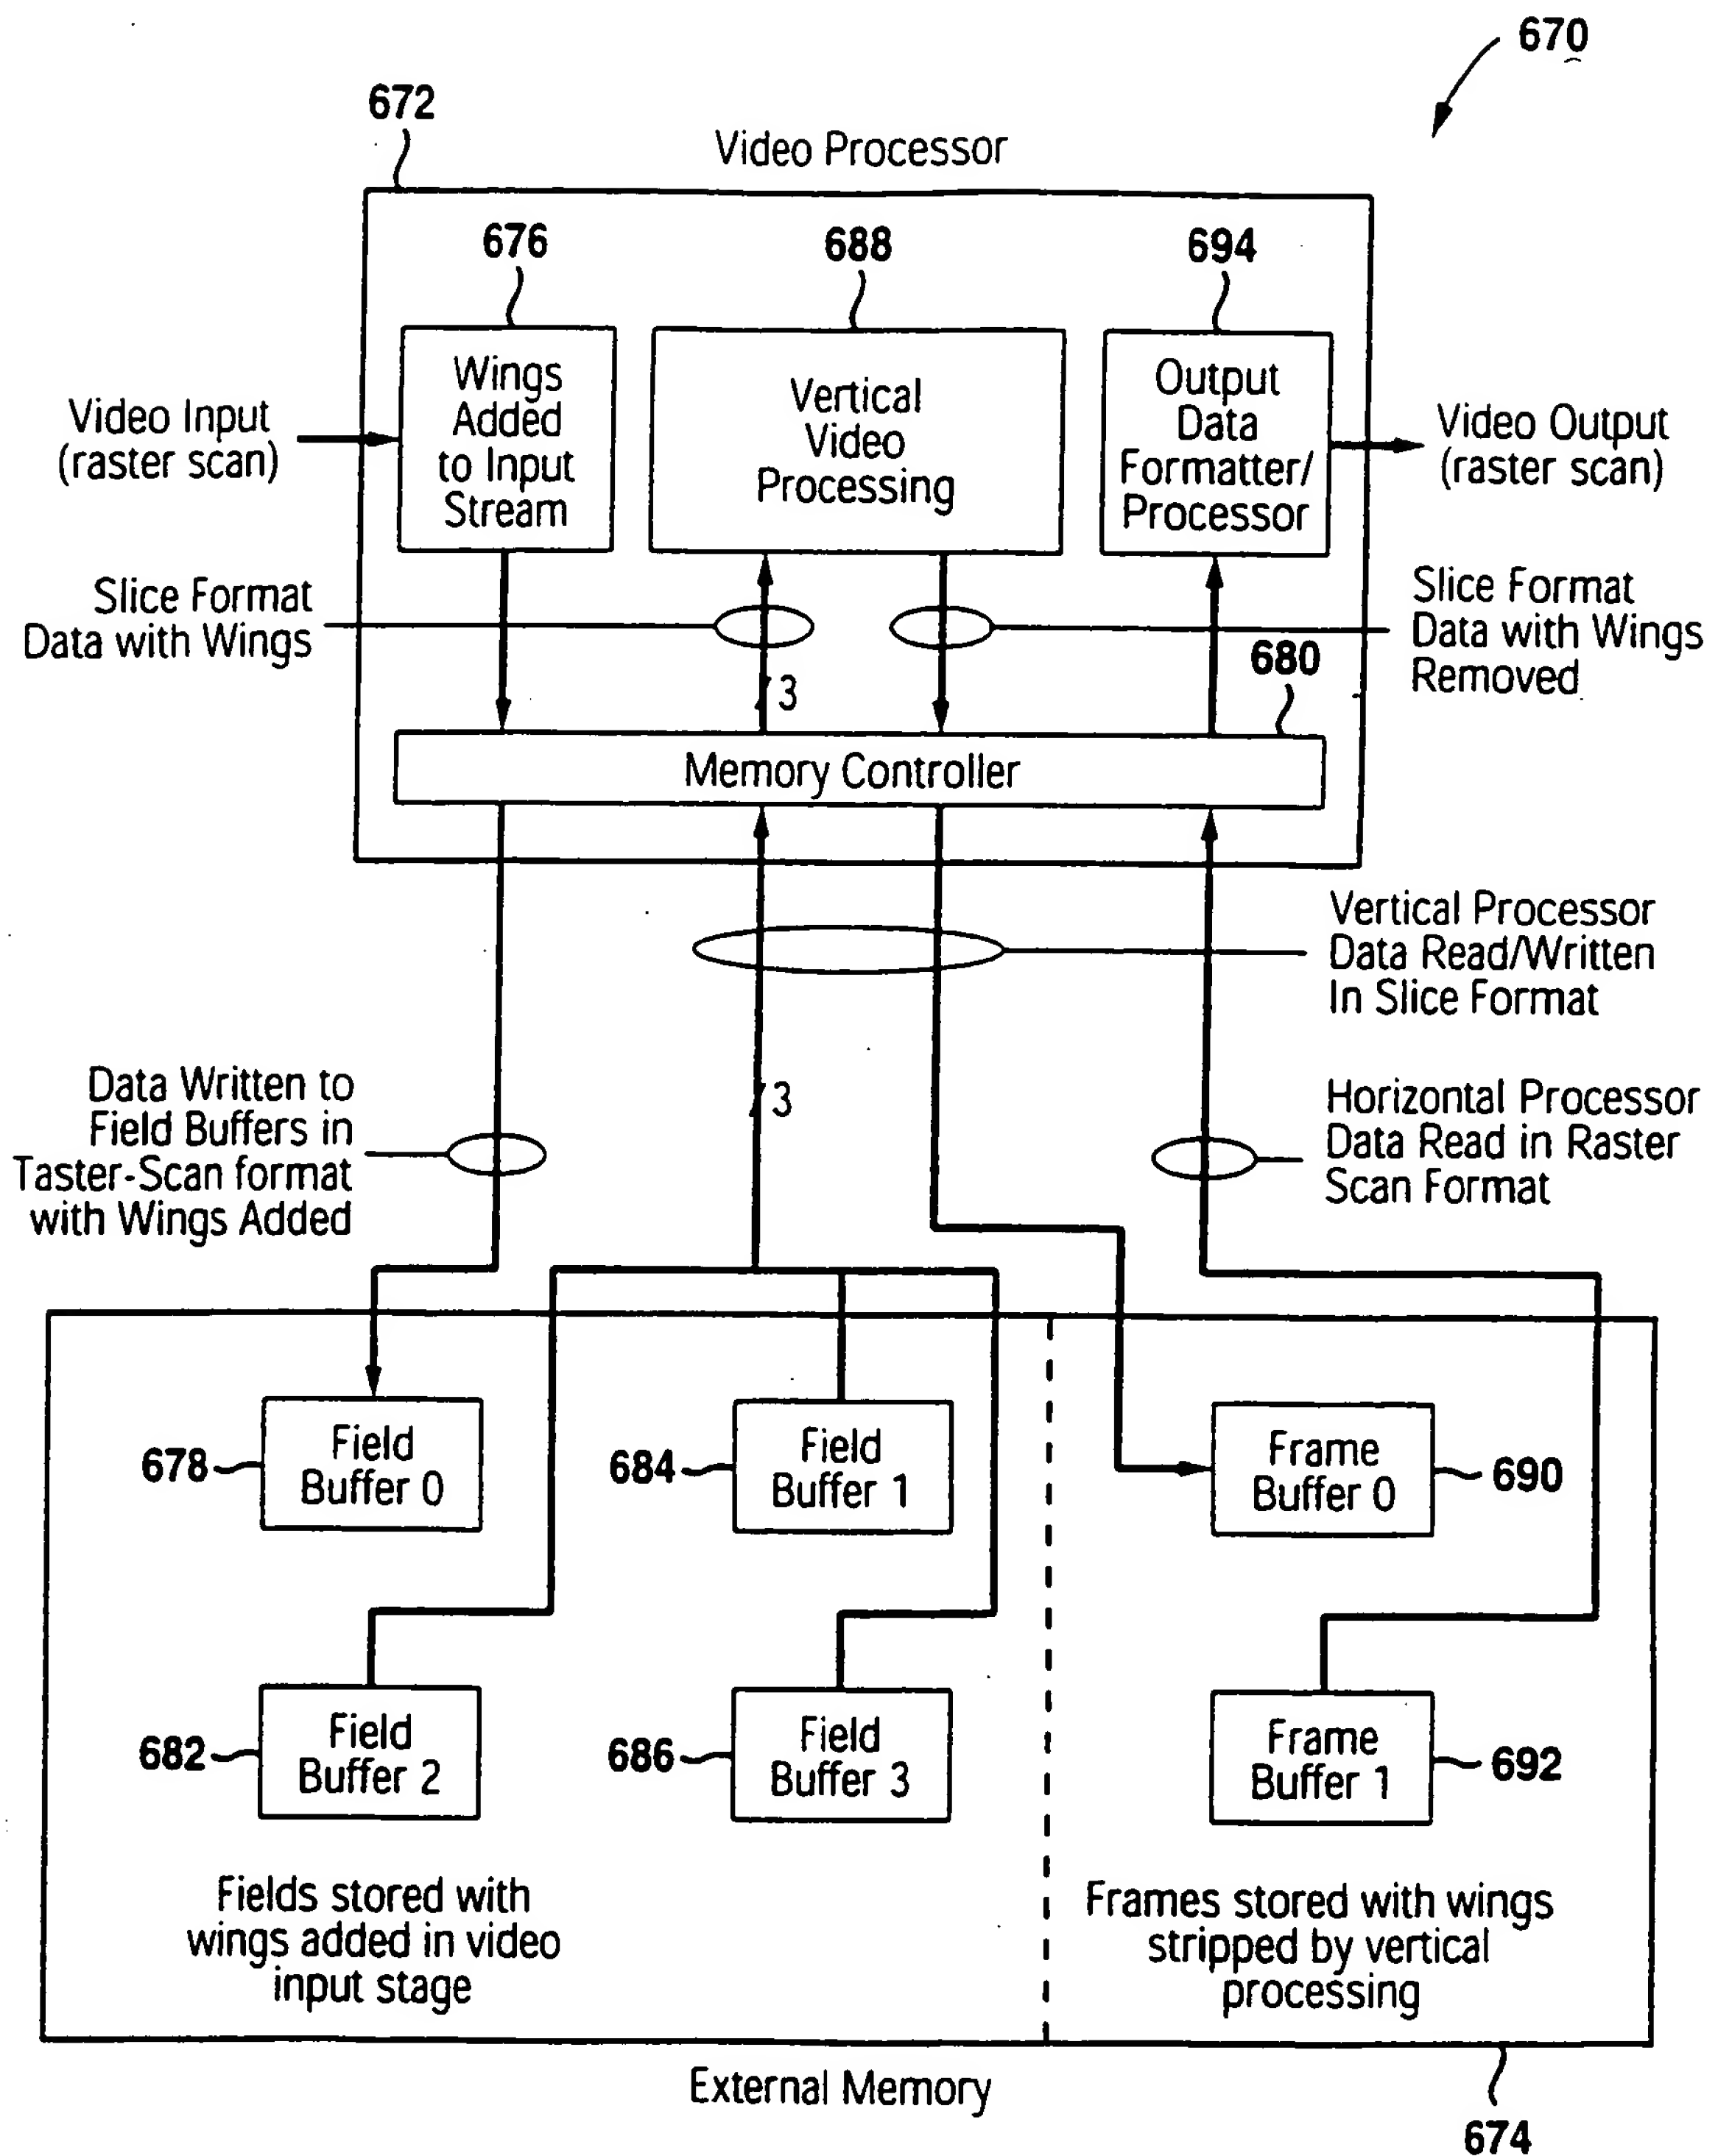 670
672
Video Processor
676
688
694
Wings
Added
to Input
Stream
Vertical
Video
Processing
Output
Data
Formatter/
Processor
Video Input
(raster scan)
Video Output
(raster scan)
Slice Format
Data with Wings
Slice Format
Data with Wings
Removed
680
3
Memory Controller
Vertical Processor
Data Read/Written
In Slice Format
Data Written to
Field Buffers in
Taster-Scan format
with Wings Added
3
Horizontal Processor
Data Read in Raster
Scan Format
678
Field
Buffer 0
684
Field
Buffer 1
Frame
Buffer 0
690
682
Field
Buffer 2
686
Field
Buffer 3
Frame
Buffer 1
692
Fields stored with
wings added in video
input stage
Frames stored with wings
stripped by vertical
processing
External Memory
674